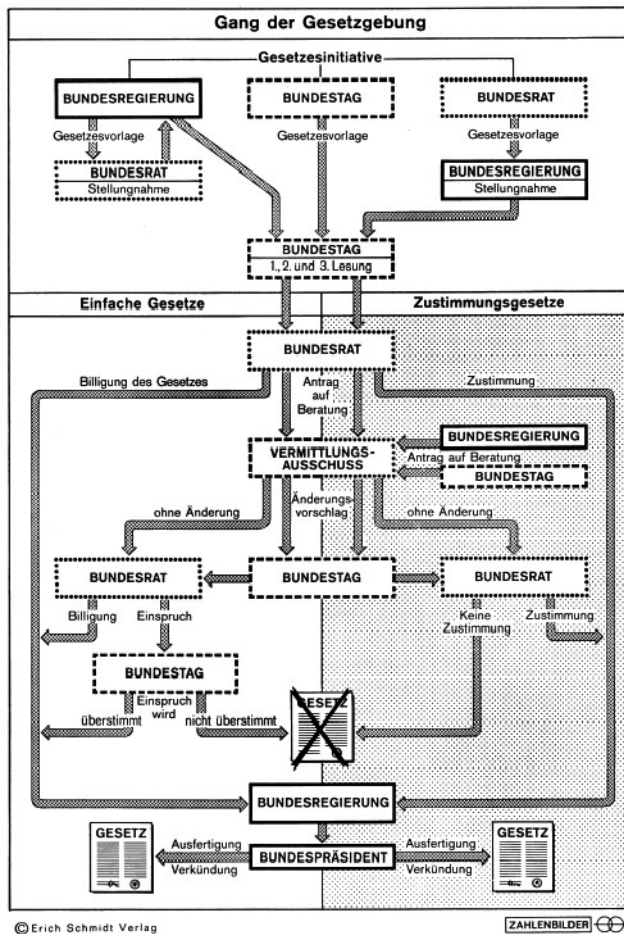 Gang der Gesetzgebung
Gesetzesinitiative
BUNDESREGIERUNG
BUNDESTAG
BUNDESRAT
Gesetzesvorlage
Gesetzesvorlage
Gesetzesvorlage
BUNDESRAT
Stellungnahme
BUNDESREGIERUNG
Stellungnahme
BUNDESTAG
1., 2. und 3. Lesung
Einfache Gesetze
Zustimmungsgesetze
BUNDESRAT
Billigung des Gesetzes
Antrag
auf
Beratung
Zustimmung
VERMITTLUNGS-
AUSSCHUSS
BUNDESREGIERUNG
Antrag auf Beratung
BUNDESTAG
ohne Änderung
Änderungs-
vorschlag
ohne Änderung
BUNDESRAT
BUNDESTAG
BUNDESRAT
Billigung
Einspruch
Keine
Zustimmung
Zustimmung
BUNDESTAG
Einspruch
wird
überstimmt
nicht überstimmt
GESETZ
BUNDESREGIERUNG
GESETZ
Ausfertigung
Verkündung
BUNDESPRÄSIDENT
Ausfertigung
Verkündung
GESETZ
© Erich Schmidt Verlag
ZAHLENBILDER